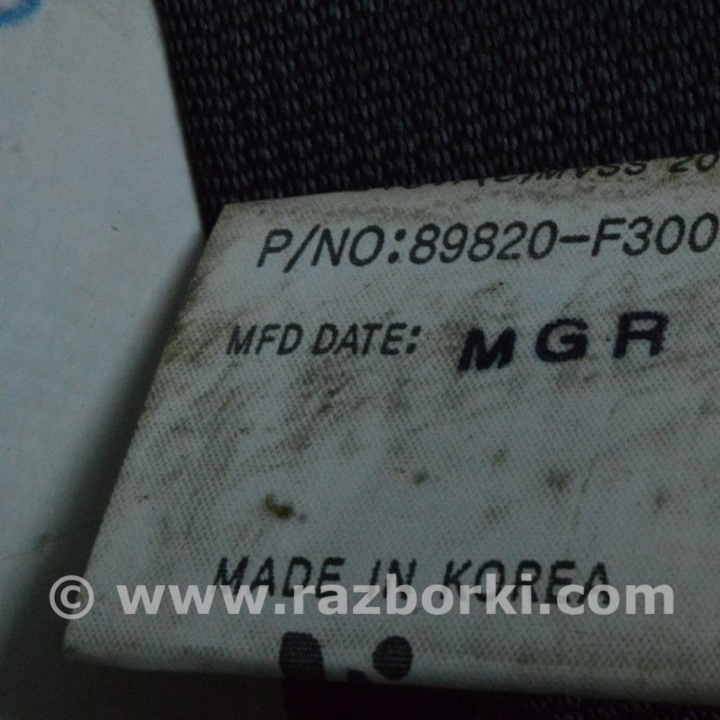 P/NO:89820-F300
MFD DATE: MGR
MADE IN KOREA
© www.razborki.com